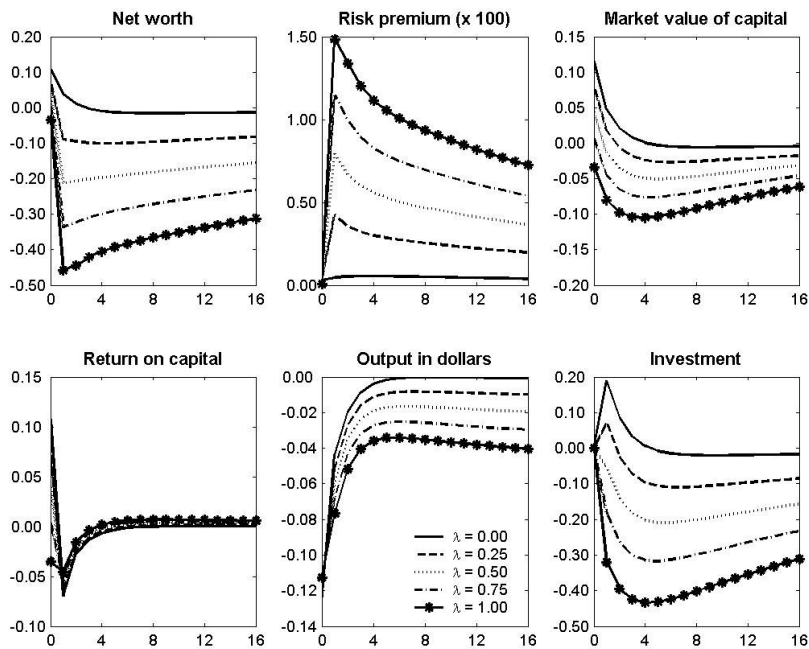 Net worth
0.20
0.10
0.00
-0.10
-0.20
-0.30
-0.40
-0.50
0 4 8 12 16
Risk premium (x 100)
1.50
1.00
0.50
0.00
0 4 8 12 16
Market value of capital
0.15
0.10
0.05
0.00
-0.05
-0.10
-0.15
-0.20
0 4 8 12 16
Return on capital
0.15
0.10
0.05
0.00
-0.05
-0.10
0 4 8 12 16
Output in dollars
0.00
-0.02
-0.04
-0.06
-0.08
-0.10
-0.12
-0.14
λ = 0.00
λ = 0.25
λ = 0.50
λ = 0.75
λ = 1.00
0 4 8 12 16
Investment
0.20
0.10
0.00
-0.10
-0.20
-0.30
-0.40
-0.50
0 4 8 12 16